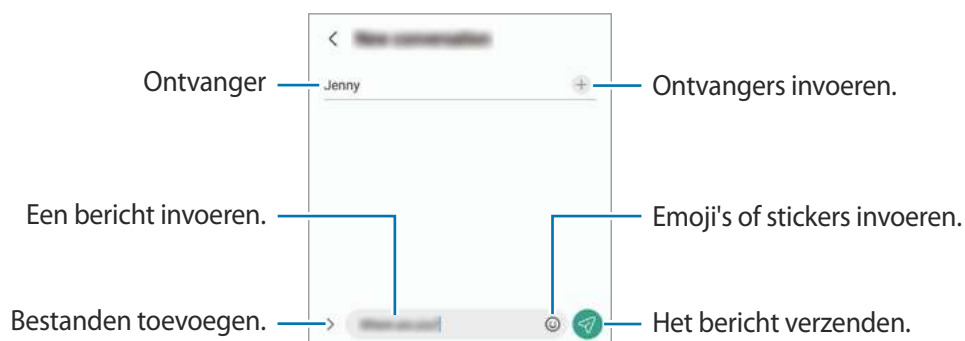 Ontvanger
Jenny
Ontvangers invoeren.
Een bericht invoeren.
Emoji's of stickers invoeren.
Bestanden toevoegen.
Het bericht verzenden.